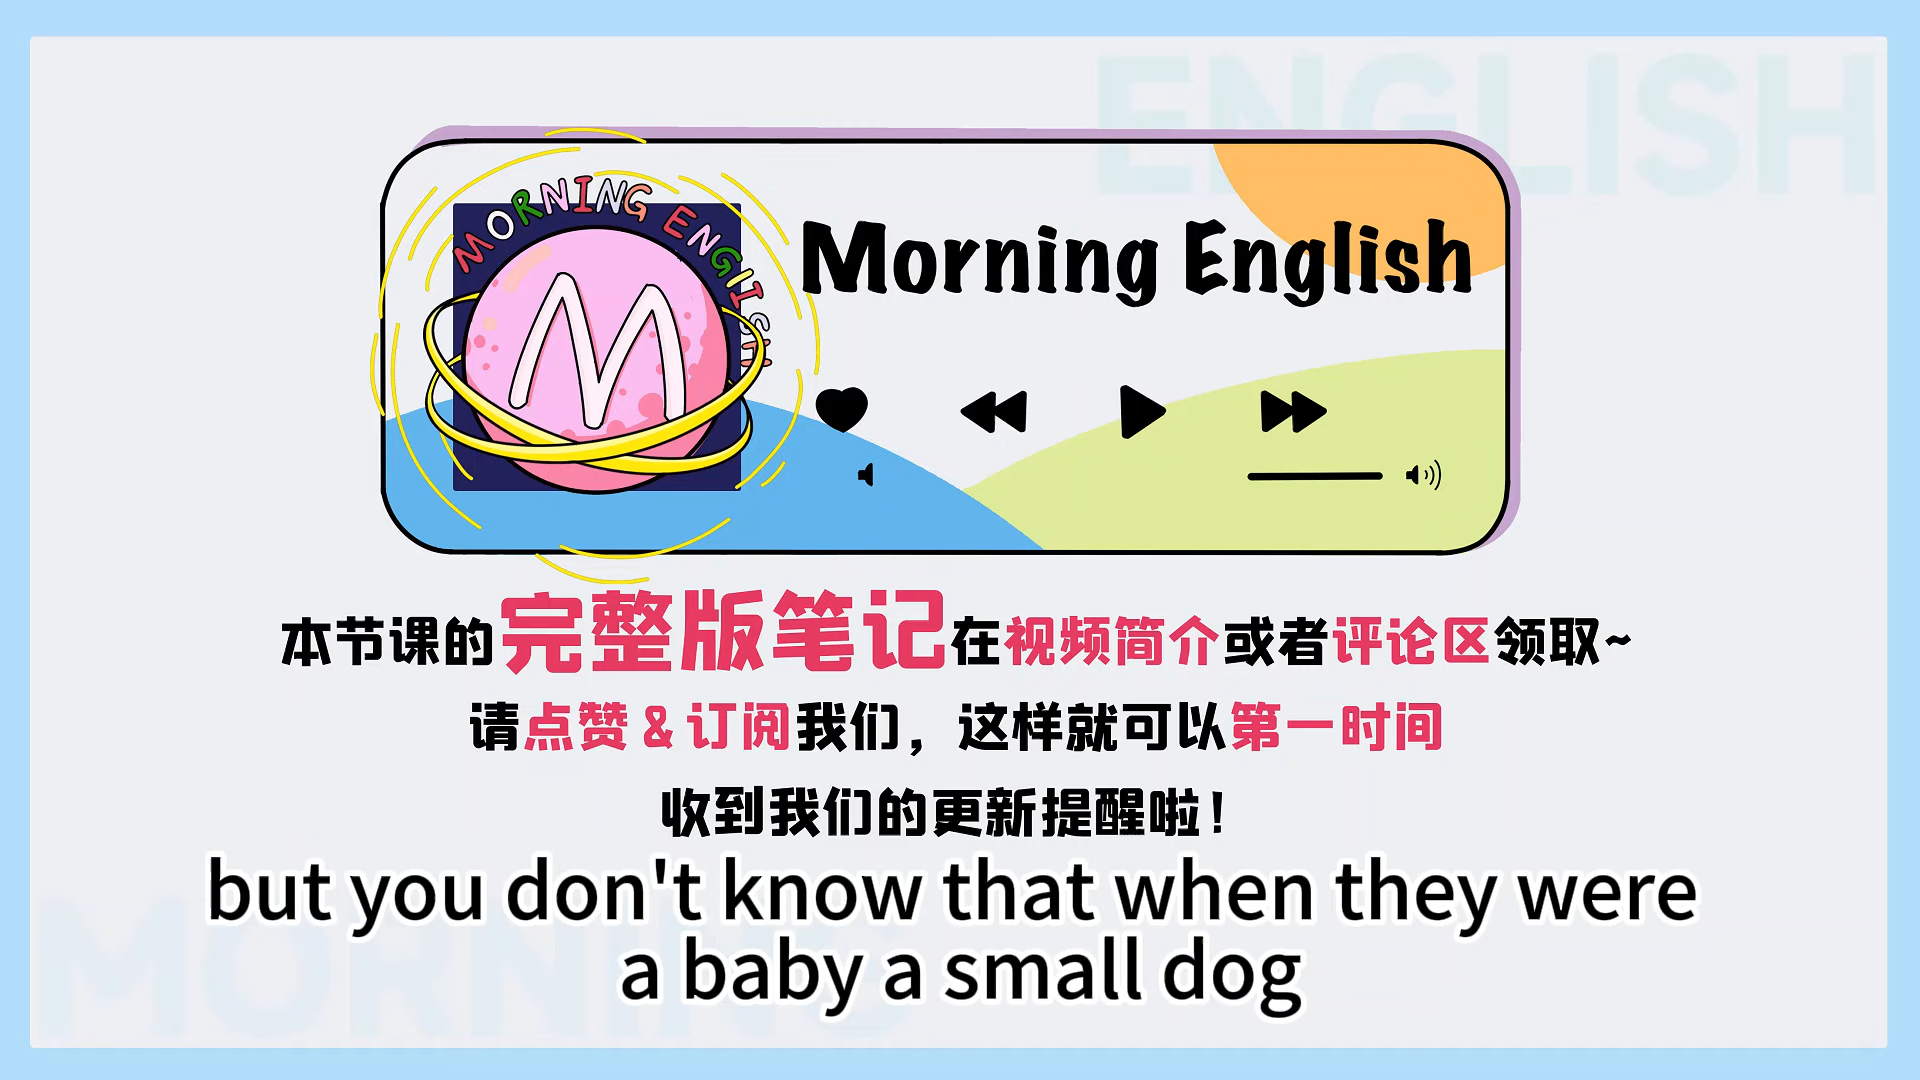 ENGLISH
MORNING ENGLISH
M
Morning English
本节课的完整版笔记在视频简介或者评论区领取~
请点赞&订阅我们，这样就可以第一时间
收到我们的更新提醒啦！
but you don't know that when they were
a baby a small dog
MORNING